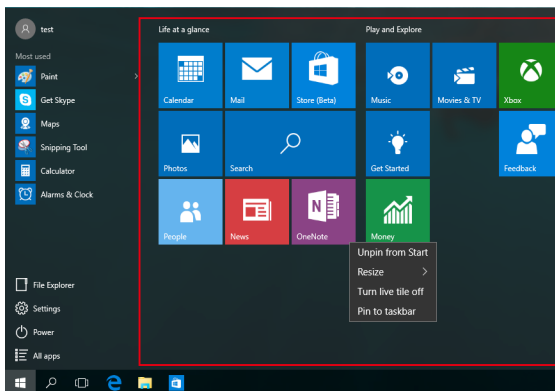 test
Most used
Paint
Get Skype
Maps
Snipping Tool
Calculator
Alarms & Clock
File Explorer
Settings
Power
All apps
Life at a glance
Play and Explore
Calendar
Mail
Store (Beta)
Music
Movies & TV
Xbox
Photos
Search
Get Started
Feedback
People
News
OneNote
Money
Unpin from Start
Resize
Turn live tile off
Pin to taskbar